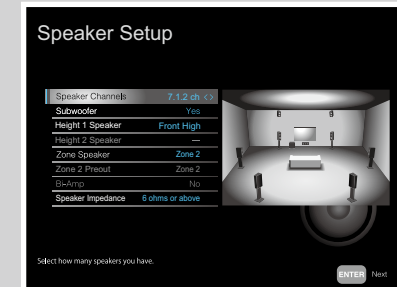 Speaker Setup
Speaker Channels 7.1.2 ch <>
Subwoofer Yes
Height 1 Speaker Front High
Height 2 Speaker —
Zone Speaker Zone 2
Zone 2 Preout Zone 2
Bi-Amp No
Speaker Impedance 6 ohms or above
Select how many speakers you have.
ENTER Next